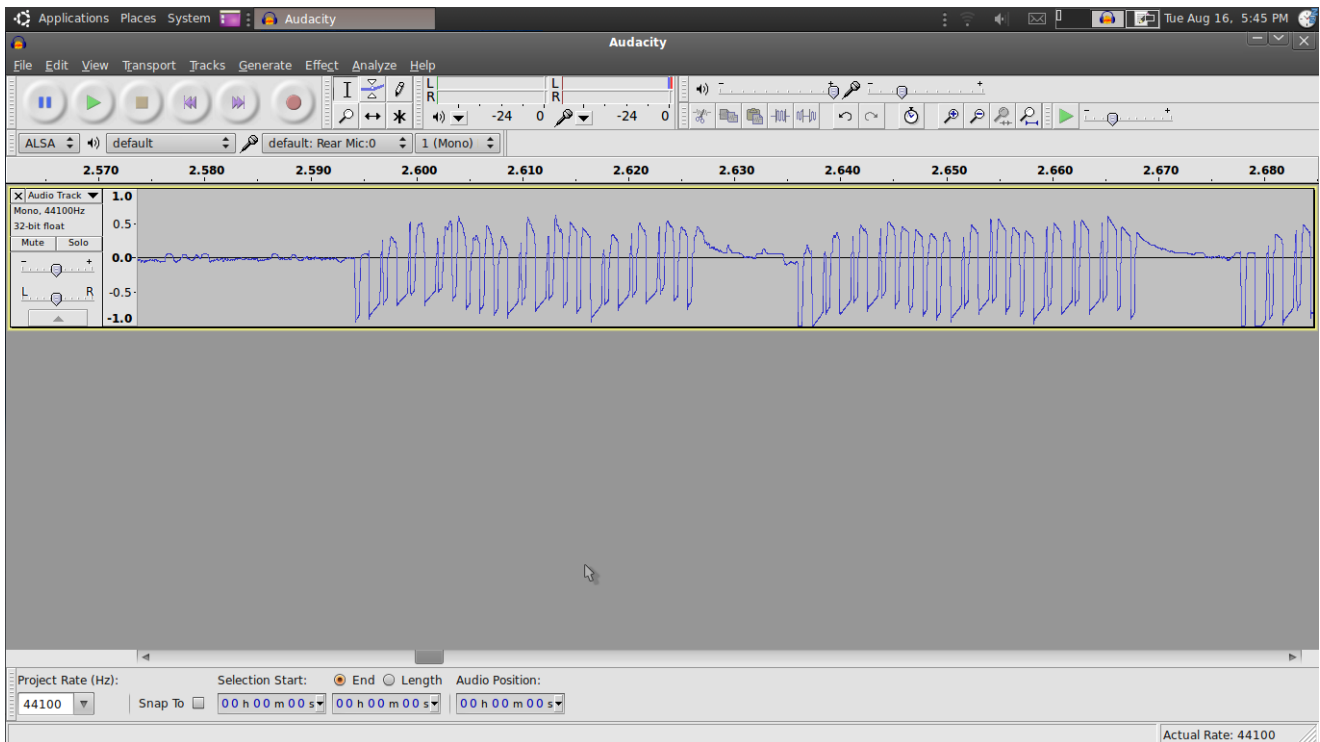 Applications Places System Audacity Tue Aug 16, 5:45 PM
Audacity
File Edit View Transport Tracks Generate Effect Analyze Help
L L
R R
-24 0 -24 0
ALSA default default: Rear Mic:0 1 (Mono)
2.570 2.580 2.590 2.600 2.610 2.620 2.630 2.640 2.650 2.660 2.670 2.680
X Audio Track 1.0
Mono, 44100Hz
32-bit float 0.5
Mute Solo
- + 0.0
L R -0.5
-1.0
Project Rate (Hz): Selection Start: End Length Audio Position:
44100 Snap To 00 h 00 m 00 s 00 h 00 m 00 s 00 h 00 m 00 s
Actual Rate: 44100